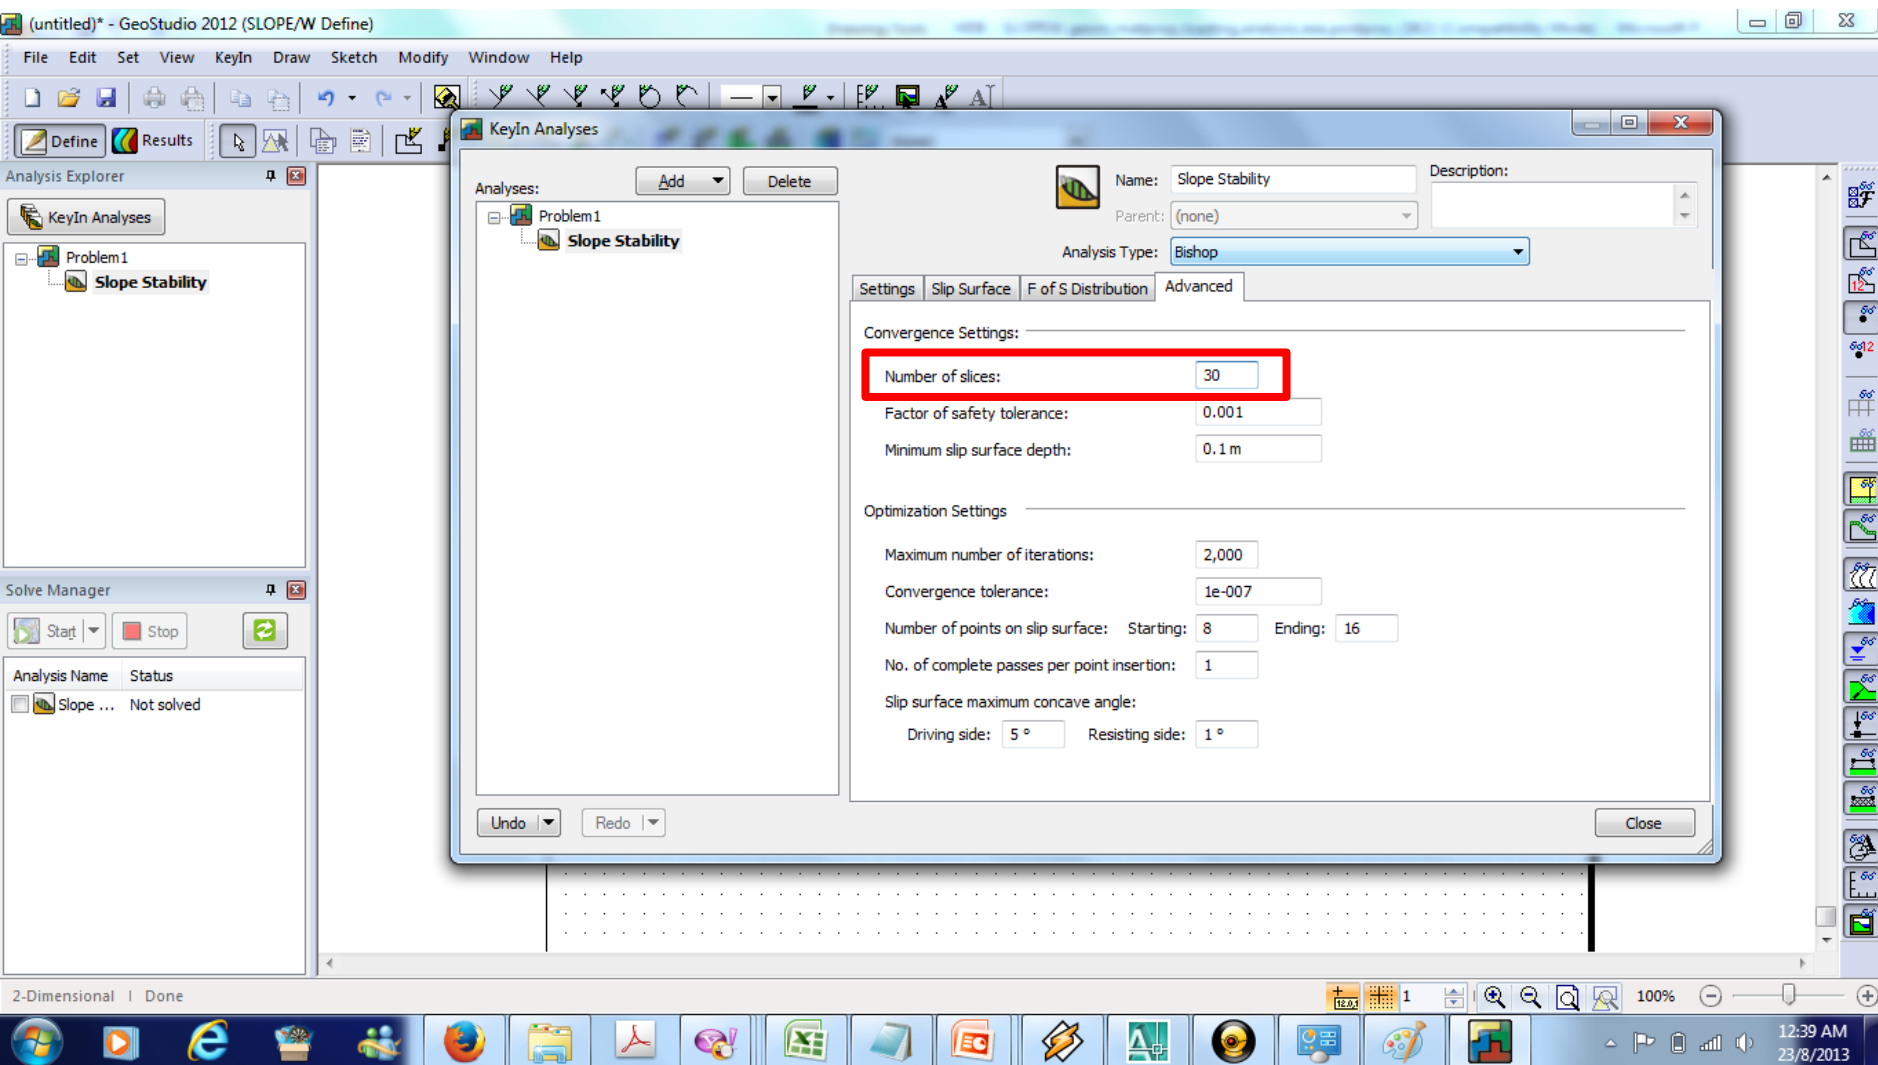 (untitled)* - GeoStudio 2012 (SLOPE/W Define)
File Edit Set View KeyIn Draw Sketch Modify Window Help
Define Results
Analysis Explorer
KeyIn Analyses
Problem1
Slope Stability
Solve Manager
Start Stop
Analysis Name Status
Slope ... Not solved
KeyIn Analyses
Analyses: Add Delete
Problem1
Slope Stability
Name: Slope Stability Description:
Parent: (none)
Analysis Type: Bishop
Settings Slip Surface F of S Distribution Advanced
Convergence Settings:
Number of slices: 30
Factor of safety tolerance: 0.001
Minimum slip surface depth: 0.1 m
Optimization Settings
Maximum number of iterations: 2,000
Convergence tolerance: 1e-007
Number of points on slip surface: Starting: 8 Ending: 16
No. of complete passes per point insertion: 1
Slip surface maximum concave angle:
Driving side: 5 ° Resisting side: 1 °
Undo Redo Close
2-Dimensional | Done
1 100%
12:39 AM
23/8/2013